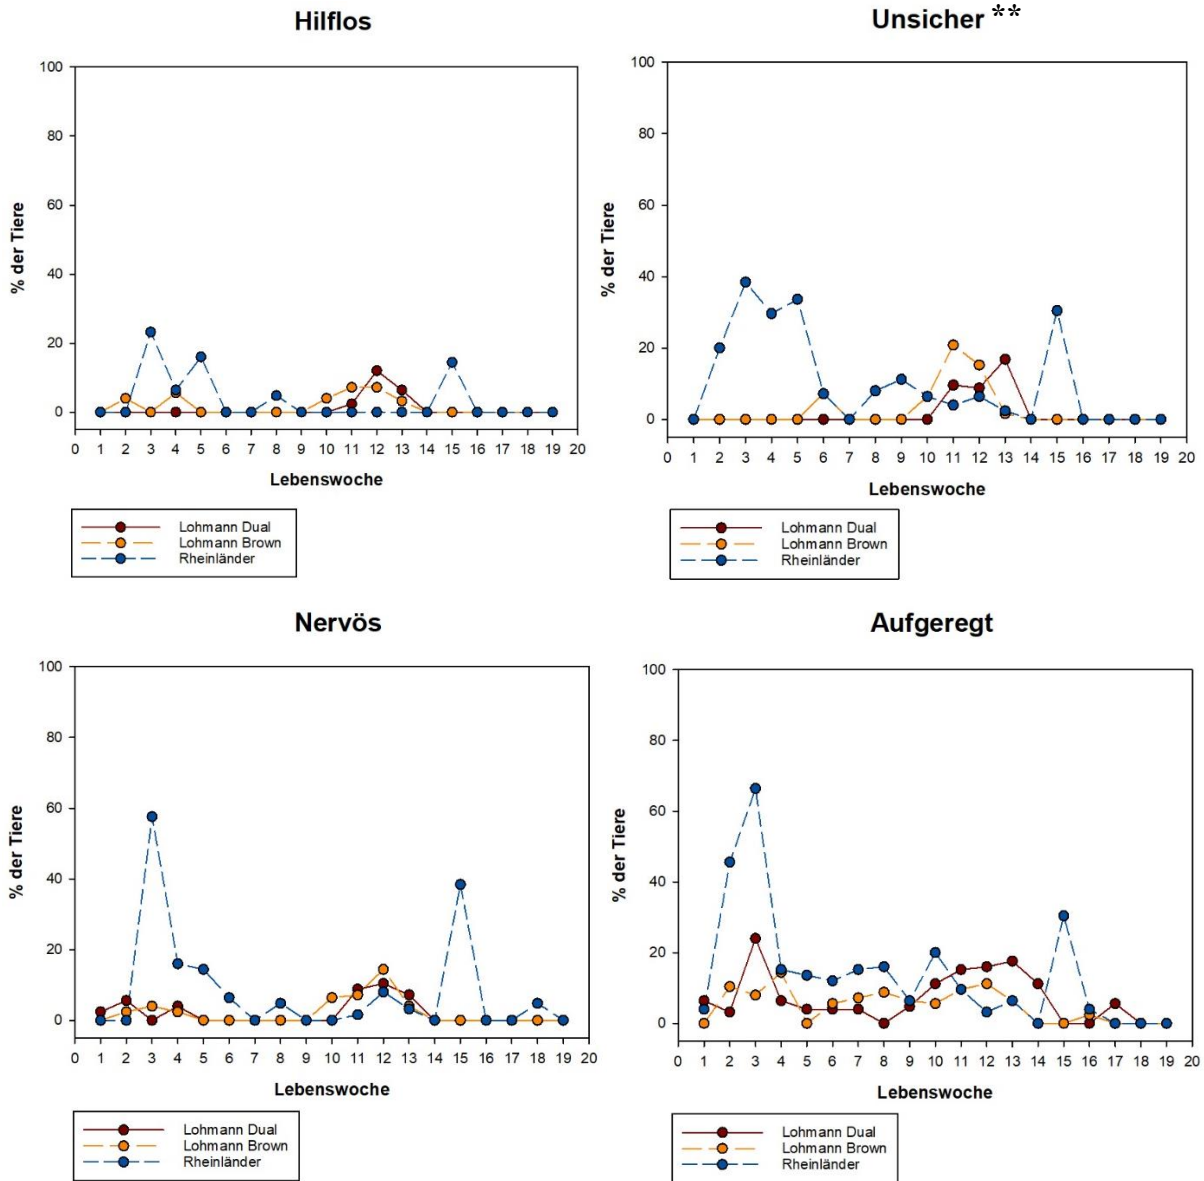 Hilflos
100
80
60
40
20
0
% der Tiere
0 1 2 3 4 5 6 7 8 9 10 11 12 13 14 15 16 17 18 19 20
Lebenswoche
Lohmann Dual
Lohmann Brown
Rheinländer
Unsicher **
100
80
60
40
20
0
% der Tiere
0 1 2 3 4 5 6 7 8 9 10 11 12 13 14 15 16 17 18 19 20
Lebenswoche
Lohmann Dual
Lohmann Brown
Rheinländer
Nervös
100
80
60
40
20
0
% der Tiere
0 1 2 3 4 5 6 7 8 9 10 11 12 13 14 15 16 17 18 19 20
Lebenswoche
Lohmann Dual
Lohmann Brown
Rheinländer
Aufgeregt
100
80
60
40
20
0
% der Tiere
0 1 2 3 4 5 6 7 8 9 10 11 12 13 14 15 16 17 18 19 20
Lebenswoche
Lohmann Dual
Lohmann Brown
Rheinländer